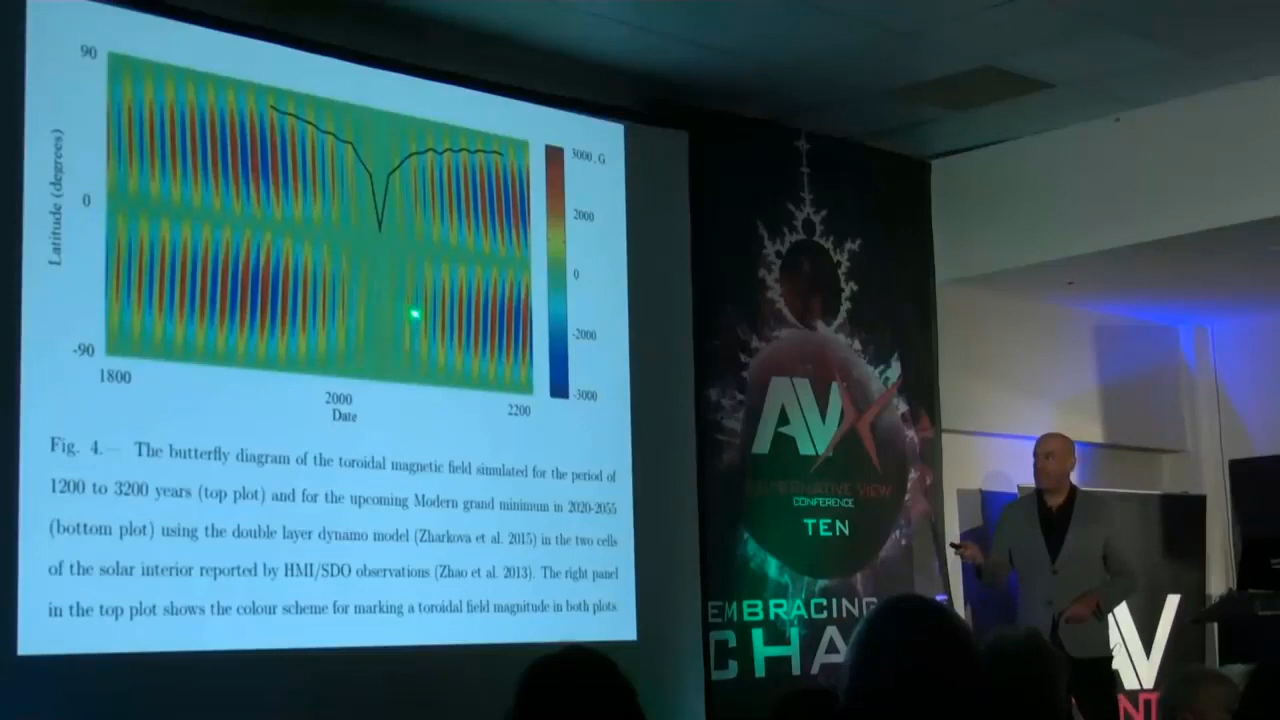 90
0
-90
Latitude (degrees)
1800
2000
2200
Date
3000 . G
2000
0
-2000
-3000
Fig. 4.— The butterfly diagram of the toroidal magnetic field simulated for the period of
1200 to 3200 years (top plot) and for the upcoming Modern grand minimum in 2020-2055
(bottom plot) using the double layer dynamo model (Zharkova et al. 2015) in the two cells
of the solar interior reported by HMI/SDO observations (Zhao et al. 2013). The right panel
in the top plot shows the colour scheme for marking a toroidal field magnitude in both plots
AVX
ALTERNATIVE VIEW
CONFERENCE
TEN
EMBRACING
CHA
AV